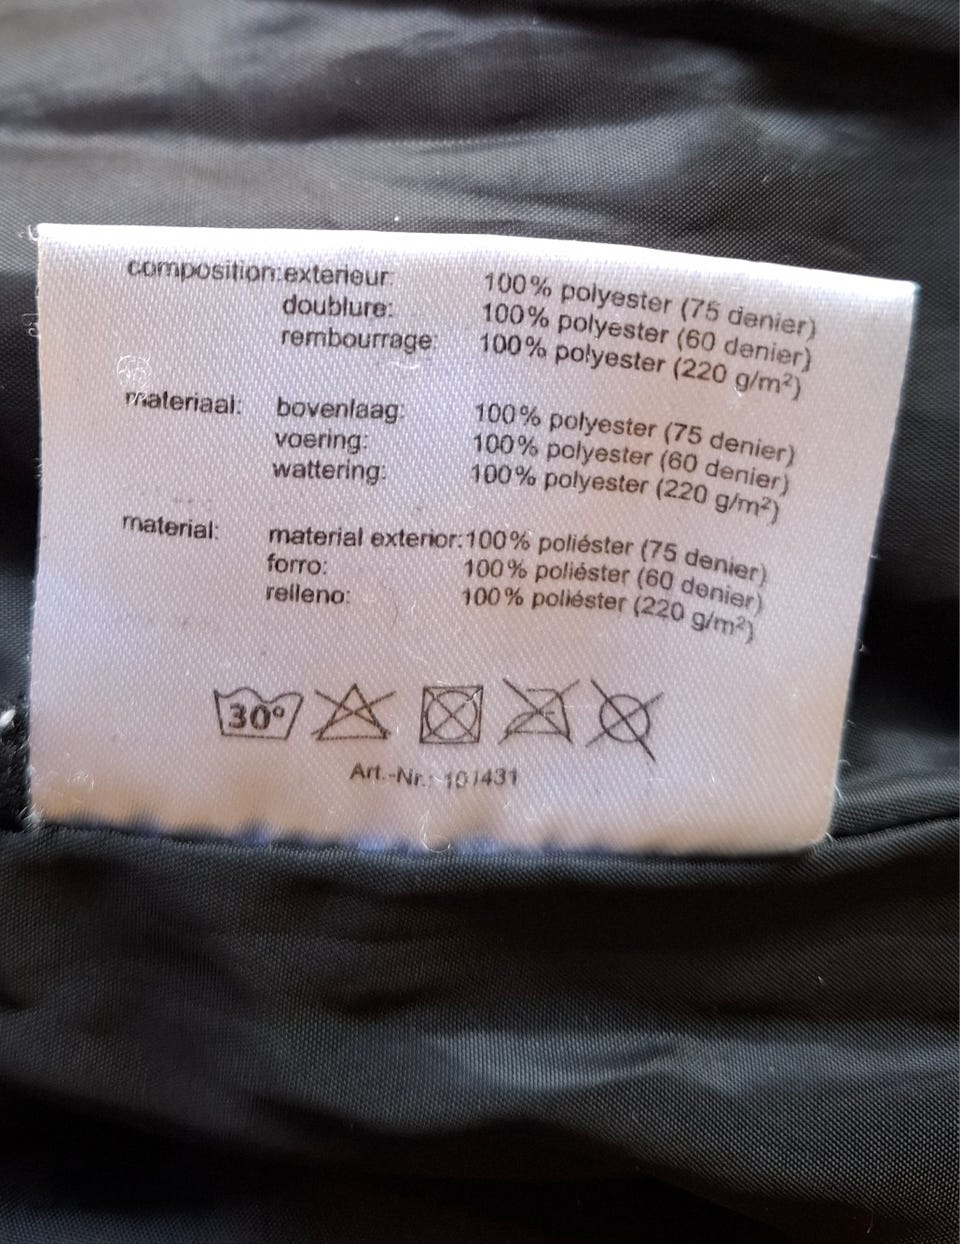 composition: exterieur: 100% polyester (75 denier)
doublure: 100% polyester (60 denier)
rembourrage: 100% polyester (220 g/m²)
materiaal: bovenlaag: 100% polyester (75 denier)
voering: 100% polyester (60 denier)
wattering: 100% polyester (220 g/m²)
material: material exterior: 100% poliéster (75 denier)
forro: 100% poliéster (60 denier)
relleno: 100% poliéster (220 g/m²)
30°
Art.-Nr.: